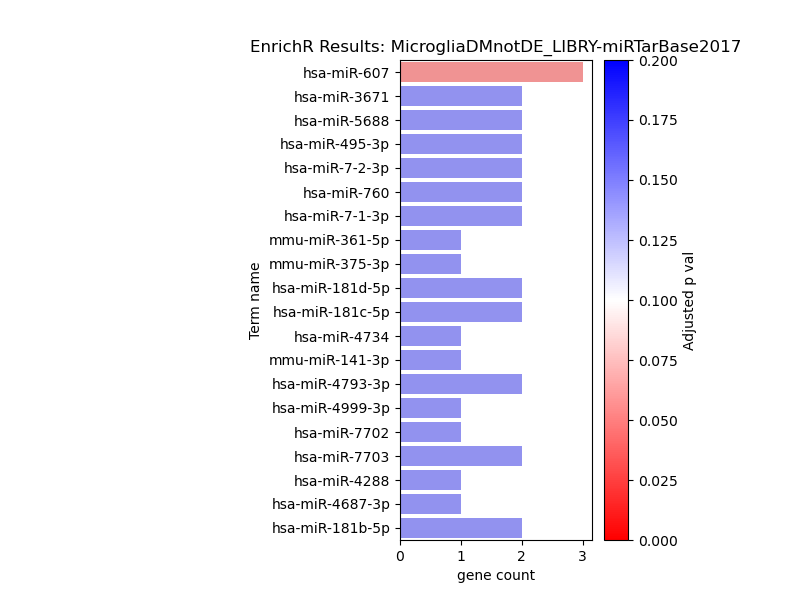 EnrichR Results: MicrogliaDMnotDE_LIBRY-miRTarBase2017
hsa-miR-607
hsa-miR-3671
hsa-miR-5688
hsa-miR-495-3p
hsa-miR-7-2-3p
hsa-miR-760
hsa-miR-7-1-3p
mmu-miR-361-5p
mmu-miR-375-3p
hsa-miR-181d-5p
hsa-miR-181c-5p
hsa-miR-4734
mmu-miR-141-3p
hsa-miR-4793-3p
hsa-miR-4999-3p
hsa-miR-7702
hsa-miR-7703
hsa-miR-4288
hsa-miR-4687-3p
hsa-miR-181b-5p
Term name
0 1 2 3
gene count
0.200
0.175
0.150
0.125
0.100
0.075
0.050
0.025
0.000
Adjusted p val